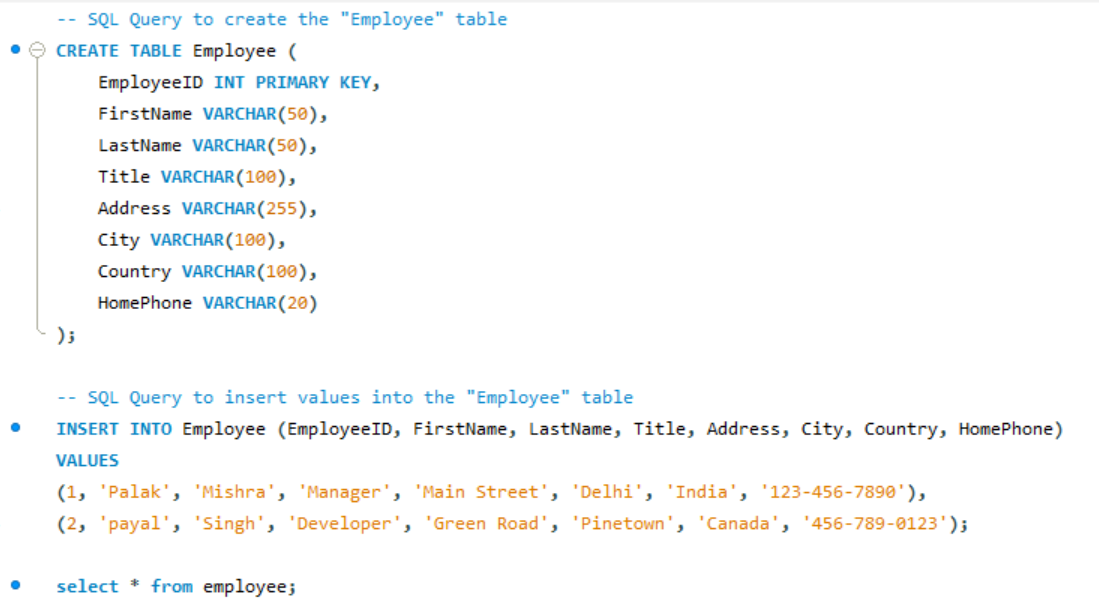 -- SQL Query to create the "Employee" table
CREATE TABLE Employee (
EmployeeID INT PRIMARY KEY,
FirstName VARCHAR(50),
LastName VARCHAR(50),
Title VARCHAR(100),
Address VARCHAR(255),
City VARCHAR(100),
Country VARCHAR(100),
HomePhone VARCHAR(20)
);
-- SQL Query to insert values into the "Employee" table
INSERT INTO Employee (EmployeeID, FirstName, LastName, Title, Address, City, Country, HomePhone)
VALUES
(1, 'Palak', 'Mishra', 'Manager', 'Main Street', 'Delhi', 'India', '123-456-7890'),
(2, 'payal', 'Singh', 'Developer', 'Green Road', 'Pinetown', 'Canada', '456-789-0123');
select * from employee;